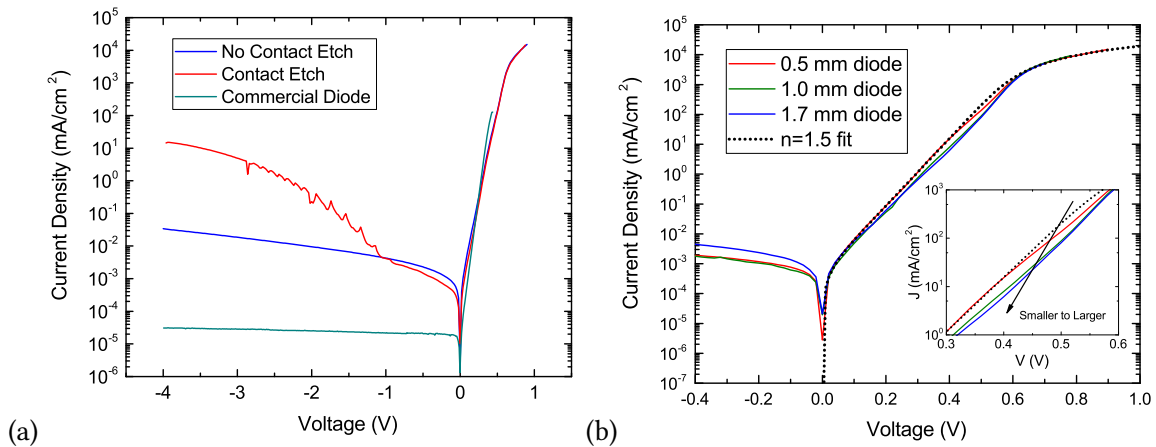 10^5
10^4
10^3
10^2
10^1
10^0
10^-1
10^-2
10^-3
10^-4
10^-5
10^-6
Current Density (mA/cm^2)
No Contact Etch
Contact Etch
Commercial Diode
-4 -3 -2 -1 0 1
Voltage (V)
(a)
10^5
10^4
10^3
10^2
10^1
10^0
10^-1
10^-2
10^-3
10^-4
10^-5
10^-6
10^-7
Current Density (mA/cm^2)
0.5 mm diode
1.0 mm diode
1.7 mm diode
n=1.5 fit
10^3
10^2
10^1
10^0
J (mA/cm^2)
Smaller to Larger
0.3 0.4 0.5 0.6
V (V)
-0.4 -0.2 0.0 0.2 0.4 0.6 0.8 1.0
Voltage (V)
(b)